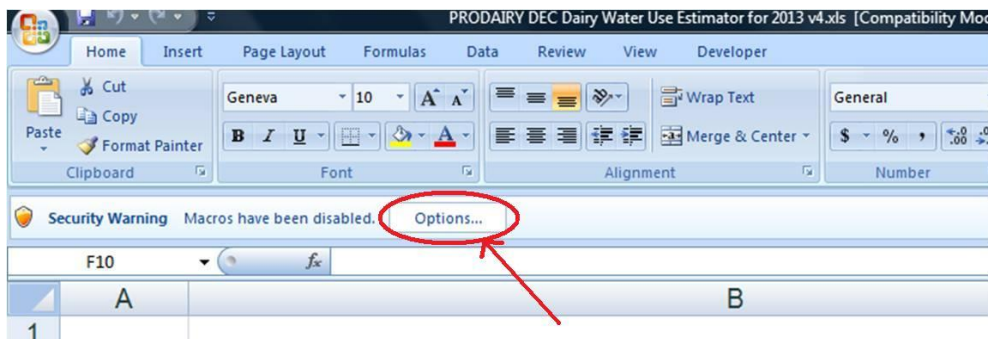 PRODAIRY DEC Dairy Water Use Estimator for 2013 v4.xls [Compatibility Mod
Home Insert Page Layout Formulas Data Review View Developer
Cut
Copy
Format Painter
Paste
Geneva 10 A A
Wrap Text
General
B I U A
Merge & Center
$ % , .0 .00
Clipboard Font Alignment Number
Security Warning Macros have been disabled. Options...
F10 fx
A B
1